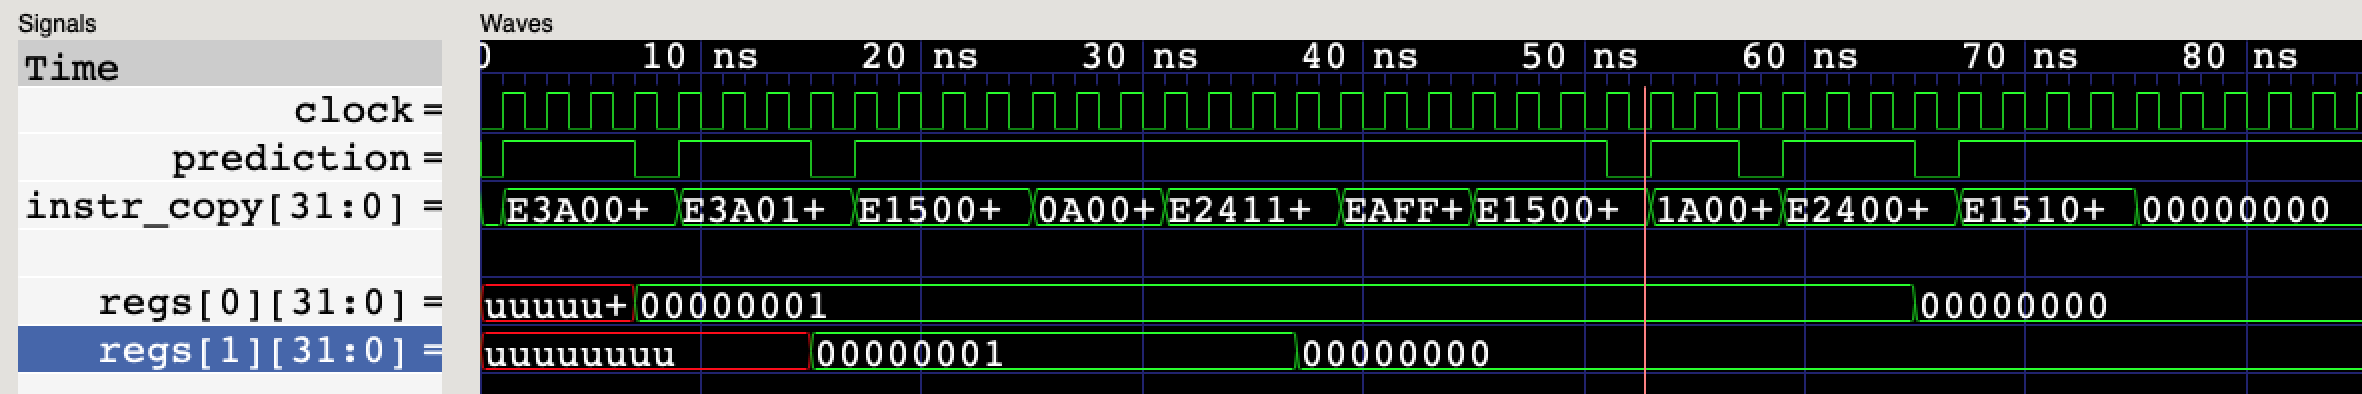 Signals
Waves
Time
0 10 ns 20 ns 30 ns 40 ns 50 ns 60 ns 70 ns 80 ns
clock =
prediction =
instr_copy[31:0] = E3A00+ E3A01+ E1500+ 0A00+ E2411+ EAFF+ E1500+ 1A00+ E2400+ E1510+ 00000000
regs[0][31:0] = uuuuu+ 00000001 00000000
regs[1][31:0] = uuuuuuuu 00000001 00000000